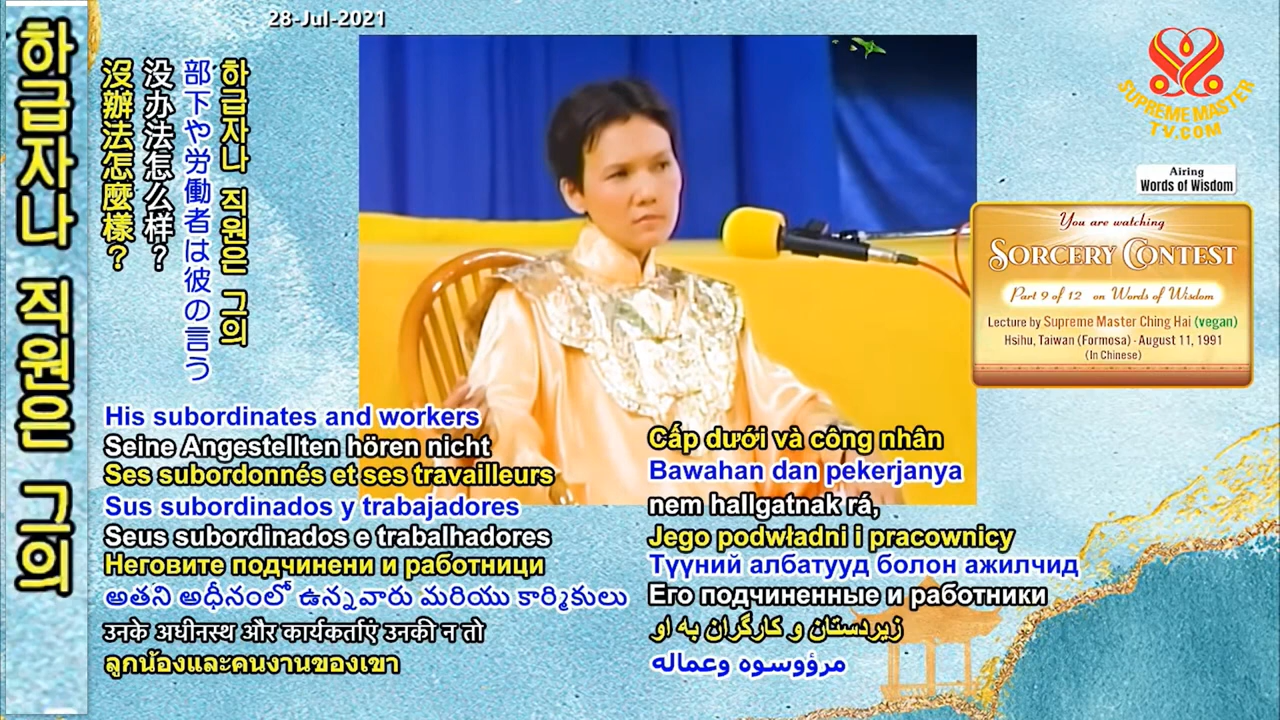 28-Jul-2021
하급자나 직원은 그의
하급자나 직원은 그의
部下や労働者は彼の言う
没办法怎么样？
沒辦法怎麼樣？
SUPREME MASTER
TV.COM
Airing
Words of Wisdom
You are watching
SORCERY CONTEST
Part 9 of 12 on Words of Wisdom
Lecture by Supreme Master Ching Hai (vegan)
Hsihu, Taiwan (Formosa) - August 11, 1991
(In Chinese)
His subordinates and workers
Seine Angestellten hören nicht
Ses subordonnés et ses travailleurs
Sus subordinados y trabajadores
Seus subordinados e trabalhadores
Неговите подчинени и работници
అతని అధీనంలో ఉన్నవారు మరియు కార్మికులు
उनके अधीनस्थ और कार्यकर्ताएं उनकी न तो
ลูกน้องและคนงานของเขา
Cấp dưới và công nhân
Bawahan dan pekerjanya
nem hallgatnak rá,
Jego podwładni i pracownicy
Түүний албатууд болон ажилчид
Его подчиненные и работники
زیردستان و کارگران به او
مرؤوسوه وعماله